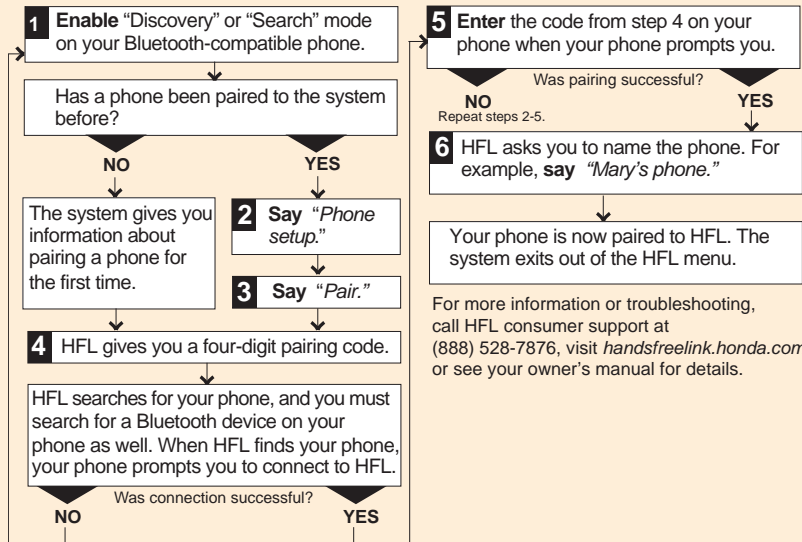 1 Enable “Discovery” or “Search” mode
on your Bluetooth-compatible phone.
Has a phone been paired to the system
before?
NO
YES
The system gives you
information about
pairing a phone for
the first time.
2 Say “Phone
setup.”
3 Say “Pair.”
4 HFL gives you a four-digit pairing code.
HFL searches for your phone, and you must
search for a Bluetooth device on your
phone as well. When HFL finds your phone,
your phone prompts you to connect to HFL.
Was connection successful?
NO
YES
5 Enter the code from step 4 on your
phone when your phone prompts you.
Was pairing successful?
NO
Repeat steps 2-5.
YES
6 HFL asks you to name the phone. For
example, say “Mary’s phone.”
Your phone is now paired to HFL. The
system exits out of the HFL menu.
For more information or troubleshooting,
call HFL consumer support at
(888) 528-7876, visit handsfreelink.honda.com
or see your owner’s manual for details.